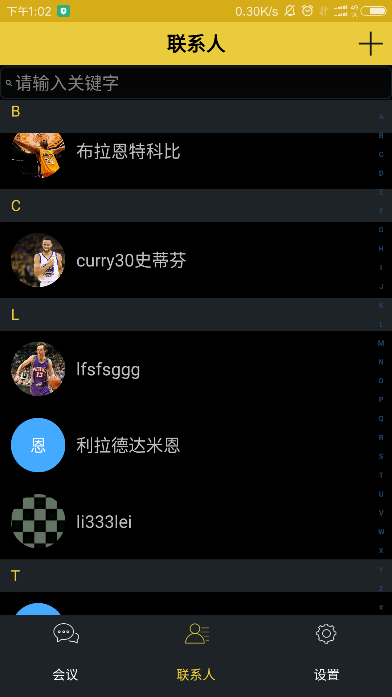 下午1:02 0.30K/s 4G
联系人
请输入关键字
B
布拉恩特科比
C
curry30史蒂芬
L
lfsfsggg
恩 利拉德达米恩
li333lei
T
A
B
C
D
E
F
G
H
I
J
K
L
M
N
O
P
Q
R
S
T
U
V
W
X
Y
Z
#
会议 联系人 设置